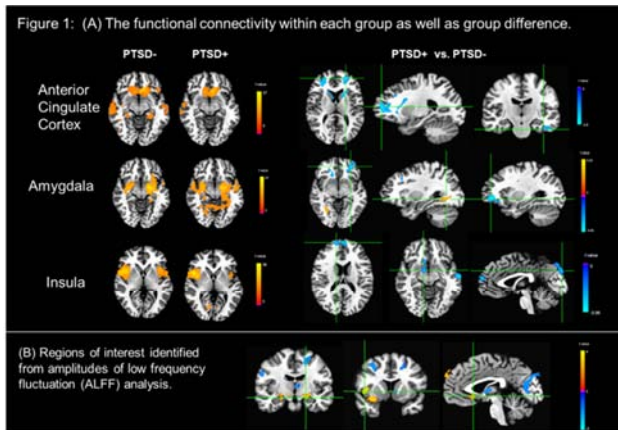 Figure 1: (A) The functional connectivity within each group as well as group difference.
PTSD- PTSD+ PTSD+ vs. PTSD-
Anterior
Cingulate
Cortex
Amygdala
Insula
(B) Regions of interest identified
from amplitudes of low frequency
fluctuation (ALFF) analysis.